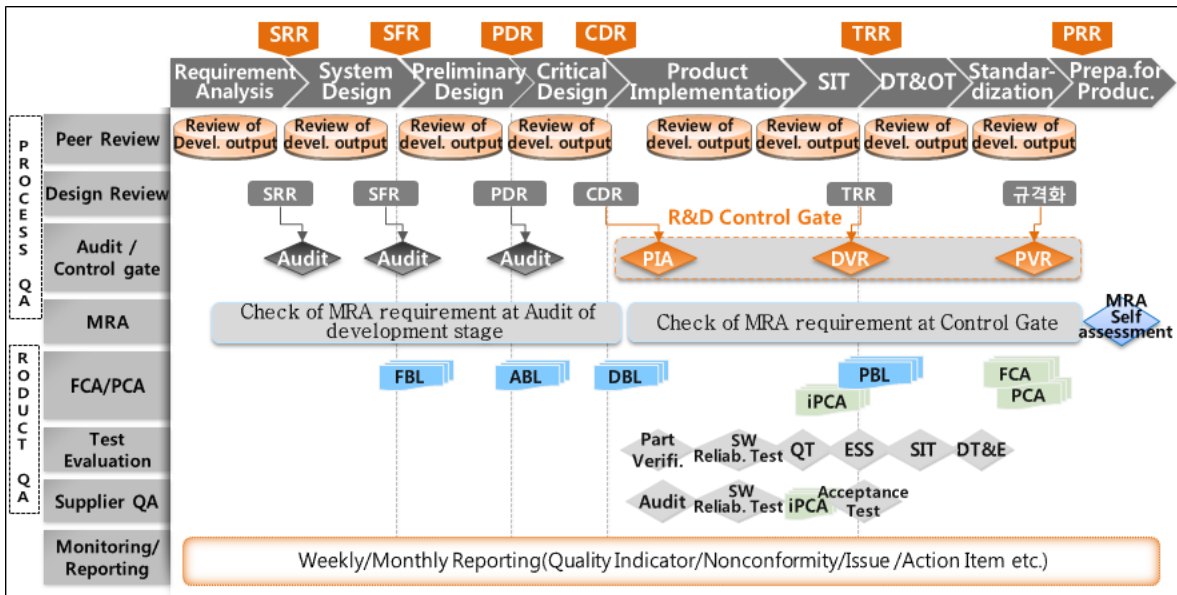 SRR SFR PDR CDR TRR PRR
Requirement Analysis
System Design
Preliminary Design
Critical Design
Product Implementation
SIT
DT&OT
Standar-dization
Prepa.for Produc.
PROCESS QA
Peer Review
Review of Devel. output
Review of devel. output
Review of devel. output
Review of devel. output
Review of devel. output
Review of devel. output
Review of devel. output
Review of devel. output
Design Review
SRR SFR PDR CDR TRR 규격화
R&D Control Gate
Audit / Control gate
Audit Audit Audit PIA DVR PVR
MRA
Check of MRA requirement at Audit of
development stage
Check of MRA requirement at Control Gate
MRA
Self
assessment
RODUCT QA
FCA/PCA
FBL ABL DBL iPCA PBL FCA PCA
Test Evaluation
Part Verifi.
SW Reliab. Test
QT ESS SIT DT&E
Supplier QA
Audit
SW Reliab. Test
iPCA
Acceptance Test
Monitoring/ Reporting
Weekly/Monthly Reporting(Quality Indicator/Nonconformity/Issue /Action Item etc.)